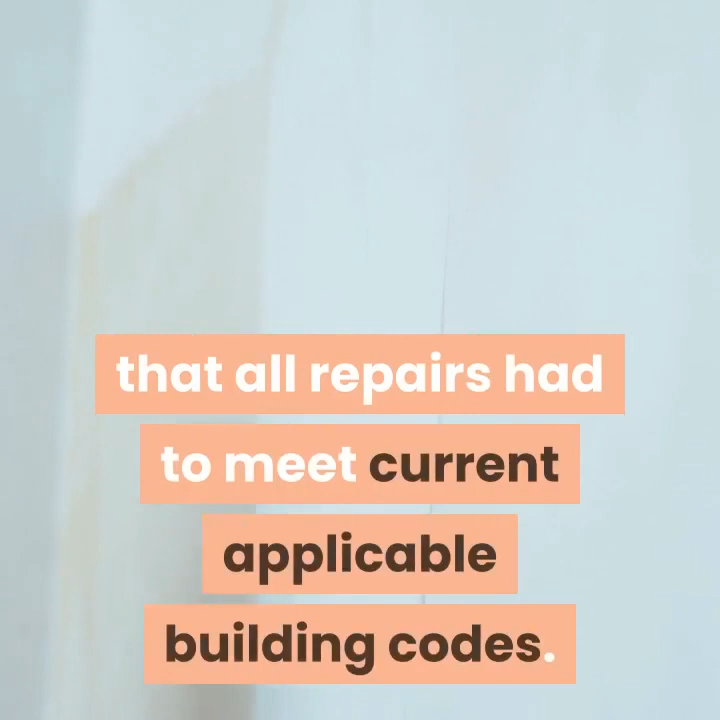 that all repairs had
to meet current
applicable
building codes.